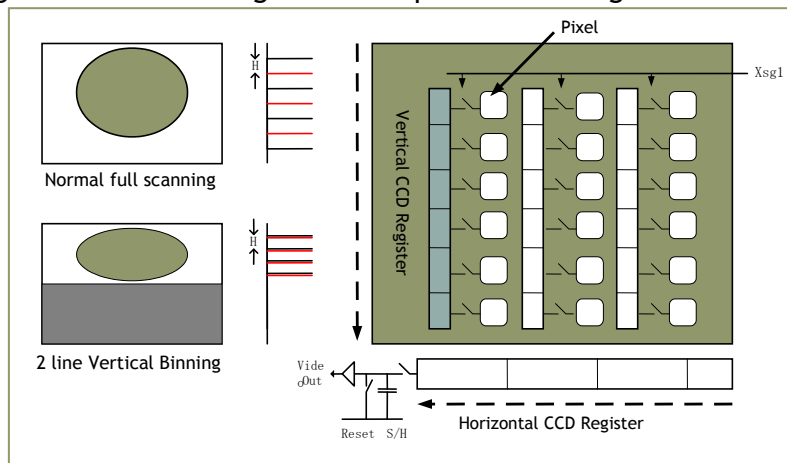 Pixel
Xsg1
H
Vertical CCD Register
Normal full scanning
H
2 line Vertical Binning
Vide
oOut
Reset S/H
Horizontal CCD Register